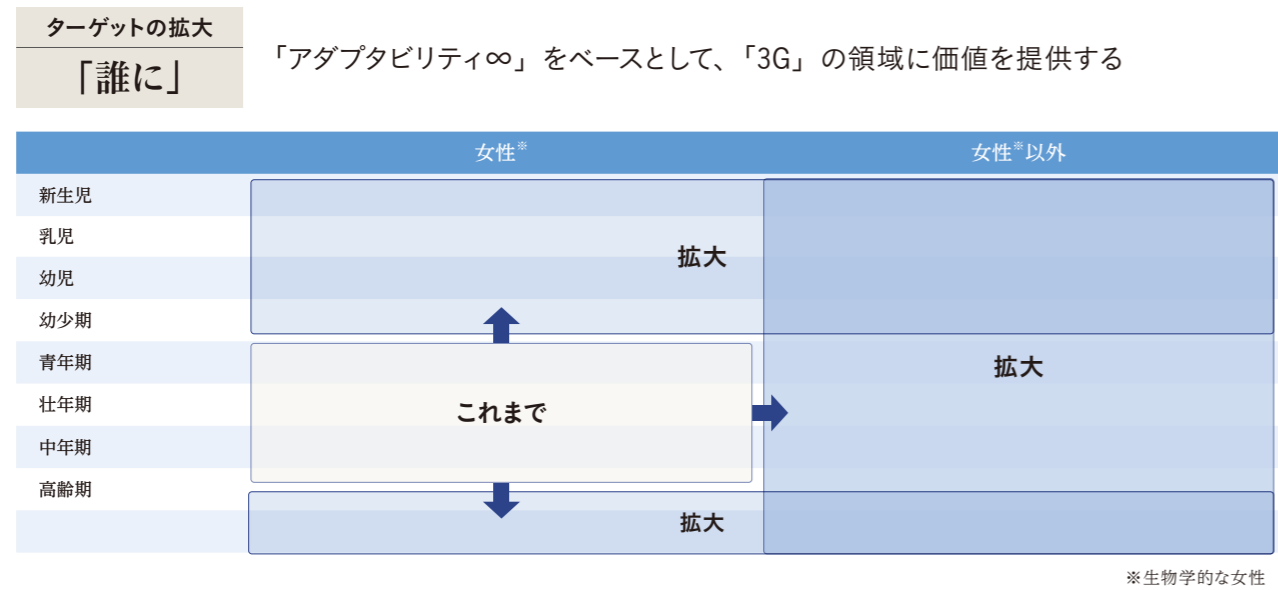 ターゲットの拡大
「誰に」
「アダプタビリティ∞」をベースとして、「3G」の領域に価値を提供する
女性※ 女性※以外
新生児
乳児
拡大
幼児
幼少期
青年期
拡大
壮年期
これまで
中年期
高齢期
拡大
※生物学的な女性